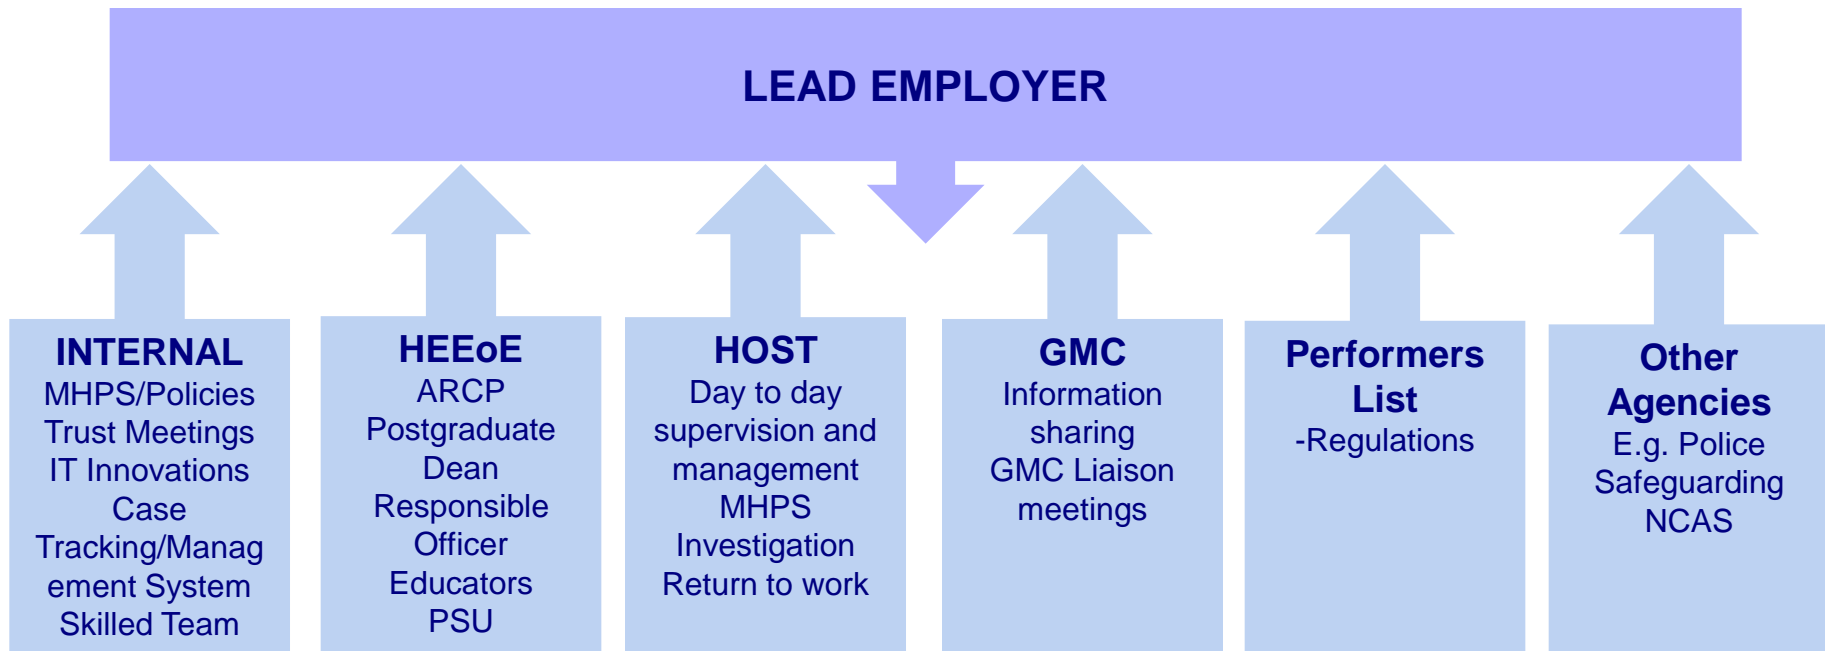 LEAD EMPLOYER
INTERNAL
MHPS/Policies
Trust Meetings
IT Innovations
Case
Tracking/Manag
ement System
Skilled Team
HEEoE
ARCP
Postgraduate
Dean
Responsible
Officer
Educators
PSU
HOST
Day to day
supervision and
management
MHPS
Investigation
Return to work
GMC
Information
sharing
GMC Liaison
meetings
Performers
List
-Regulations
Other
Agencies
E.g. Police
Safeguarding
NCAS